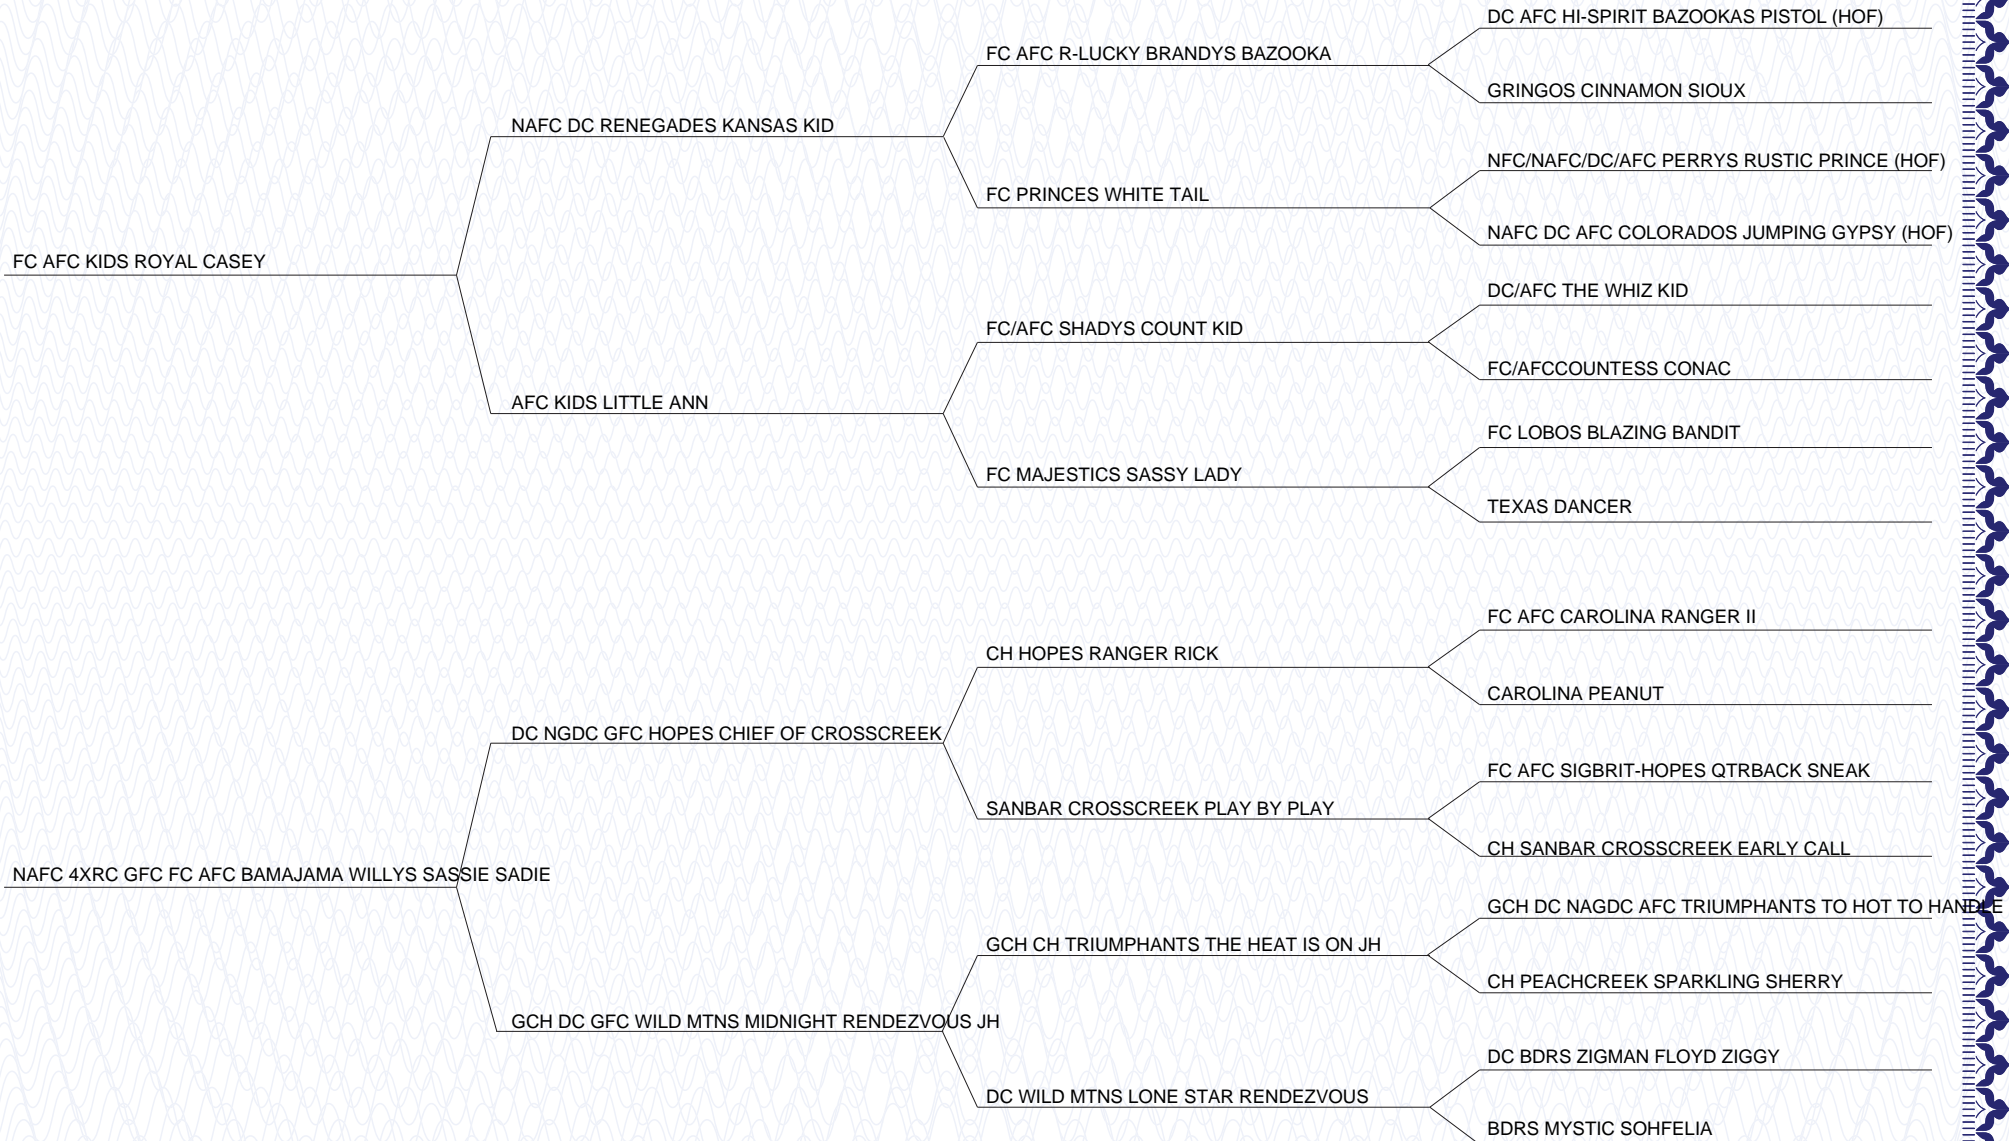 DC AFC HI-SPIRIT BAZOOKAS PISTOL (HOF)
FC AFC R-LUCKY BRANDYS BAZOOKA
GRINGOS CINNAMON SIOUX
NAFC DC RENEGADES KANSAS KID
NFC/NAFC/DC/AFC PERRYS RUSTIC PRINCE (HOF)
FC PRINCES WHITE TAIL
NAFC DC AFC COLORADOS JUMPING GYPSY (HOF)
FC AFC KIDS ROYAL CASEY
DC/AFC THE WHIZ KID
FC/AFC SHADYS COUNT KID
FC/AFCCOUNTESS CONAC
AFC KIDS LITTLE ANN
FC LOBOS BLAZING BANDIT
FC MAJESTICS SASSY LADY
TEXAS DANCER
FC AFC CAROLINA RANGER II
CH HOPES RANGER RICK
CAROLINA PEANUT
DC NGDC GFC HOPES CHIEF OF CROSSCREEK
FC AFC SIGBRIT-HOPES QTRBACK SNEAK
SANBAR CROSSCREEK PLAY BY PLAY
CH SANBAR CROSSCREEK EARLY CALL
NAFC 4XRC GFC FC AFC BAMAJAMA WILLYS SASSIE SADIE
GCH DC NAGDC AFC TRIUMPHANTS TO HOT TO HANDLE
GCH CH TRIUMPHANTS THE HEAT IS ON JH
CH PEACHCREEK SPARKLING SHERRY
GCH DC GFC WILD MTNS MIDNIGHT RENDEZVOUS JH
DC BDRS ZIGMAN FLOYD ZIGGY
DC WILD MTNS LONE STAR RENDEZVOUS
BDRS MYSTIC SOHFELIA